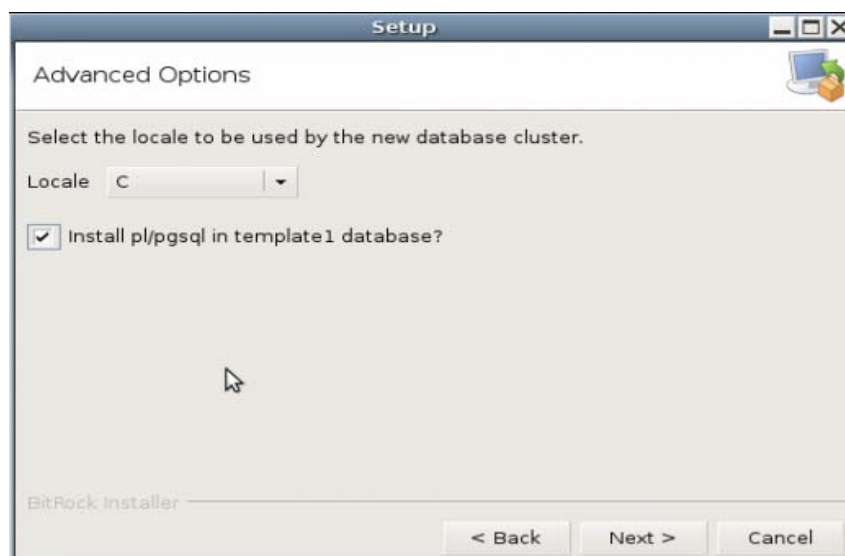 Setup
Advanced Options
Select the locale to be used by the new database cluster.
Locale C
Install pl/pgsql in template1 database?
BitRock Installer
< Back Next > Cancel